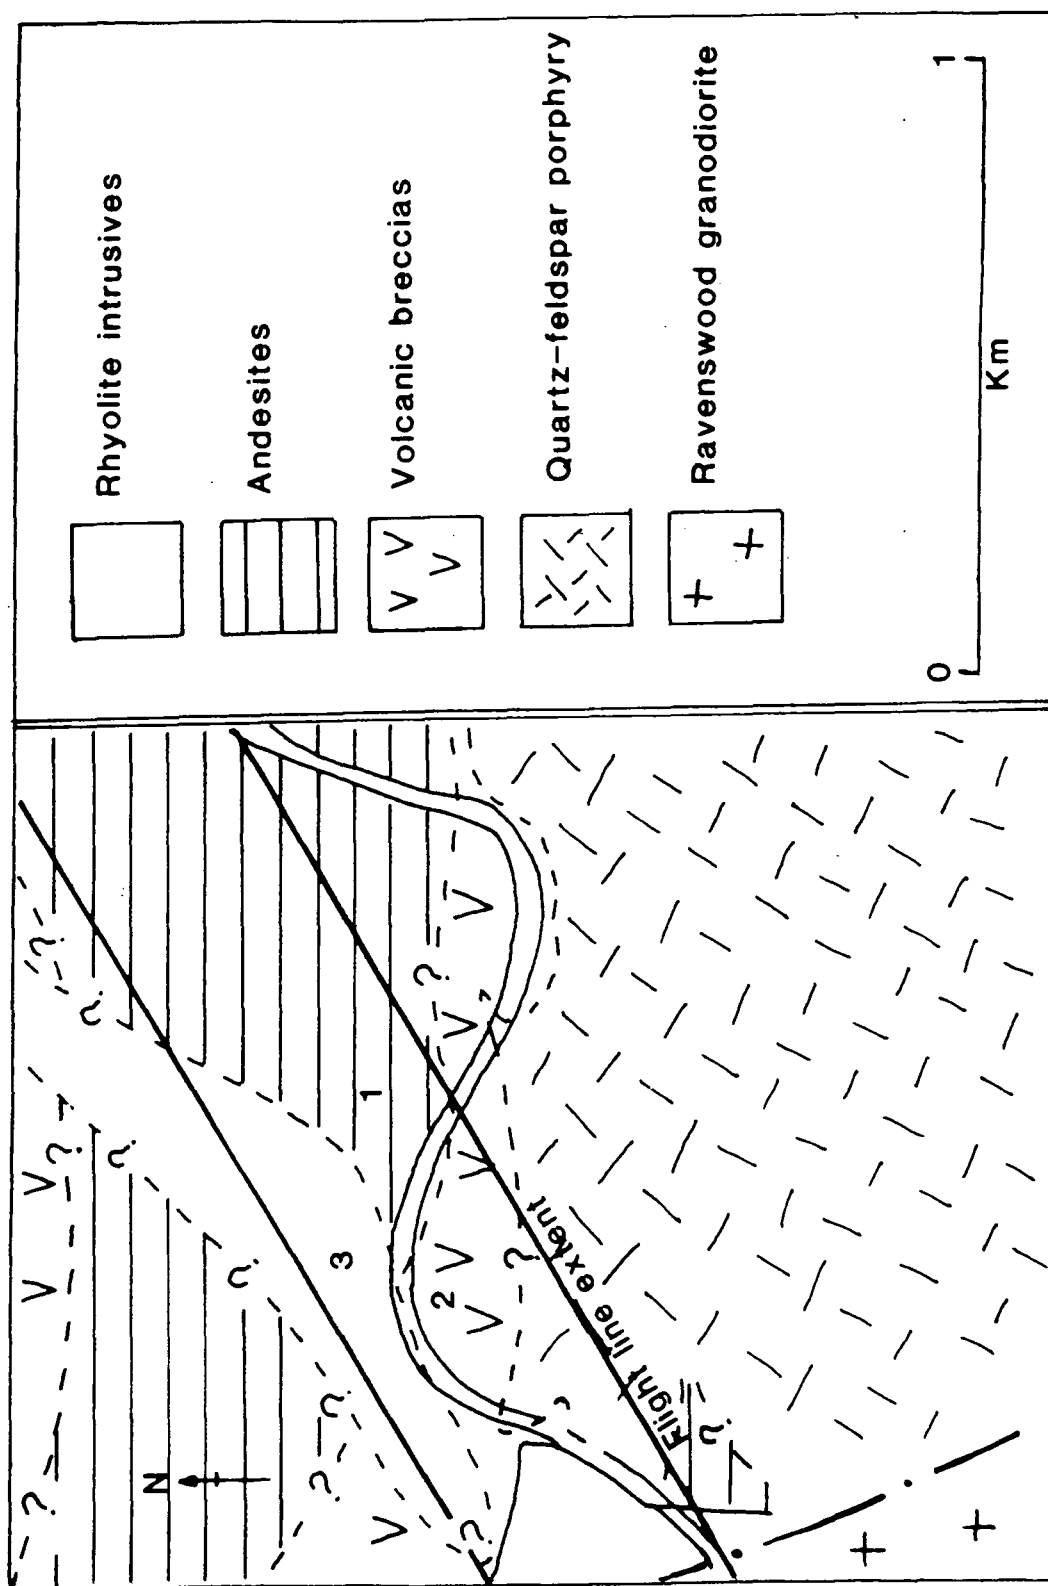 Rhyolite intrusives
Andesites
V V
V
Volcanic breccias
Quartz-feldspar porphyry
Ravenswood granodiorite
0 1
Km
N
1
2
3
Flight line extent
V V
V
V V V
V V
V
?
?
?
?
?
?
?
?
?
?
?
?